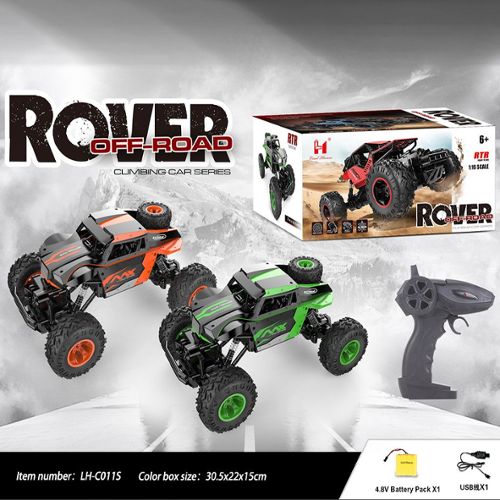 ROVER
OFF-ROAD
CLIMBING CAR SERIES
H
6+
RTR
1:16 SCALE
ROVER
OFF-ROAD
Item number: LH-C011S
Color box size: 30.5x22x15cm
4.8V Battery Pack X1
USB线X1